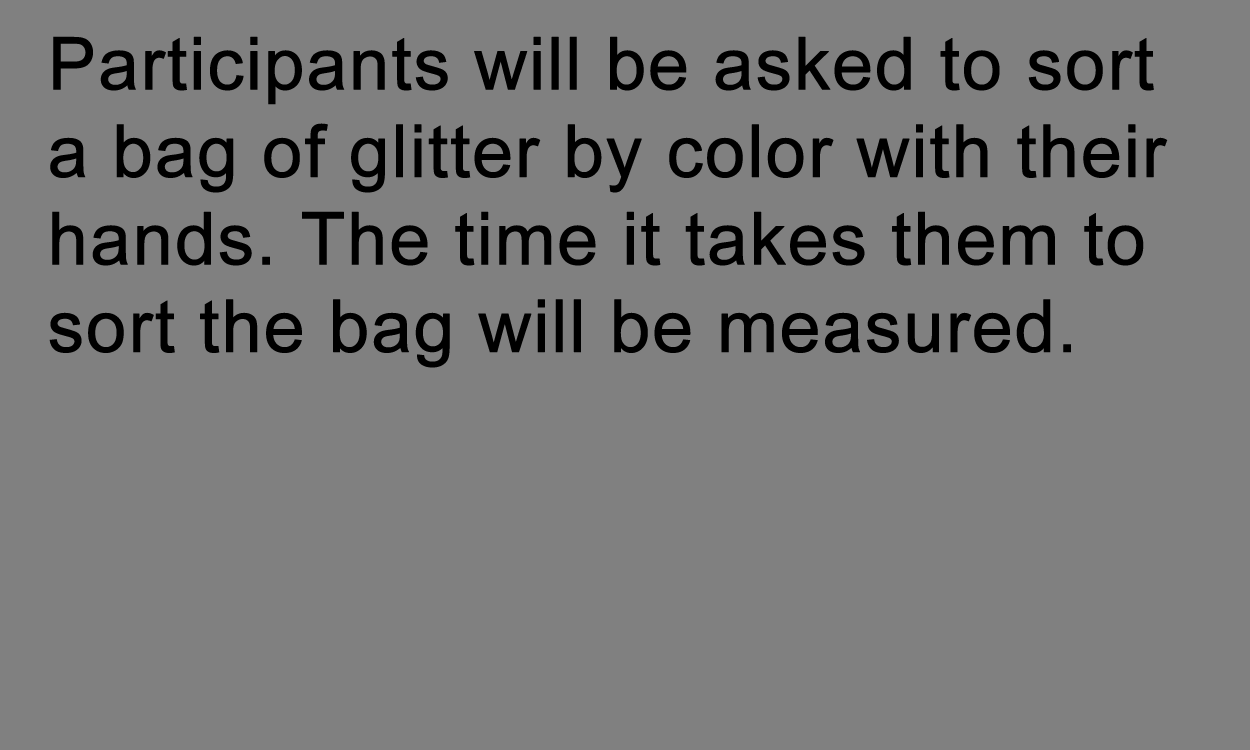 Participants will be asked to sort
a bag of glitter by color with their
hands. The time it takes them to
sort the bag will be measured.